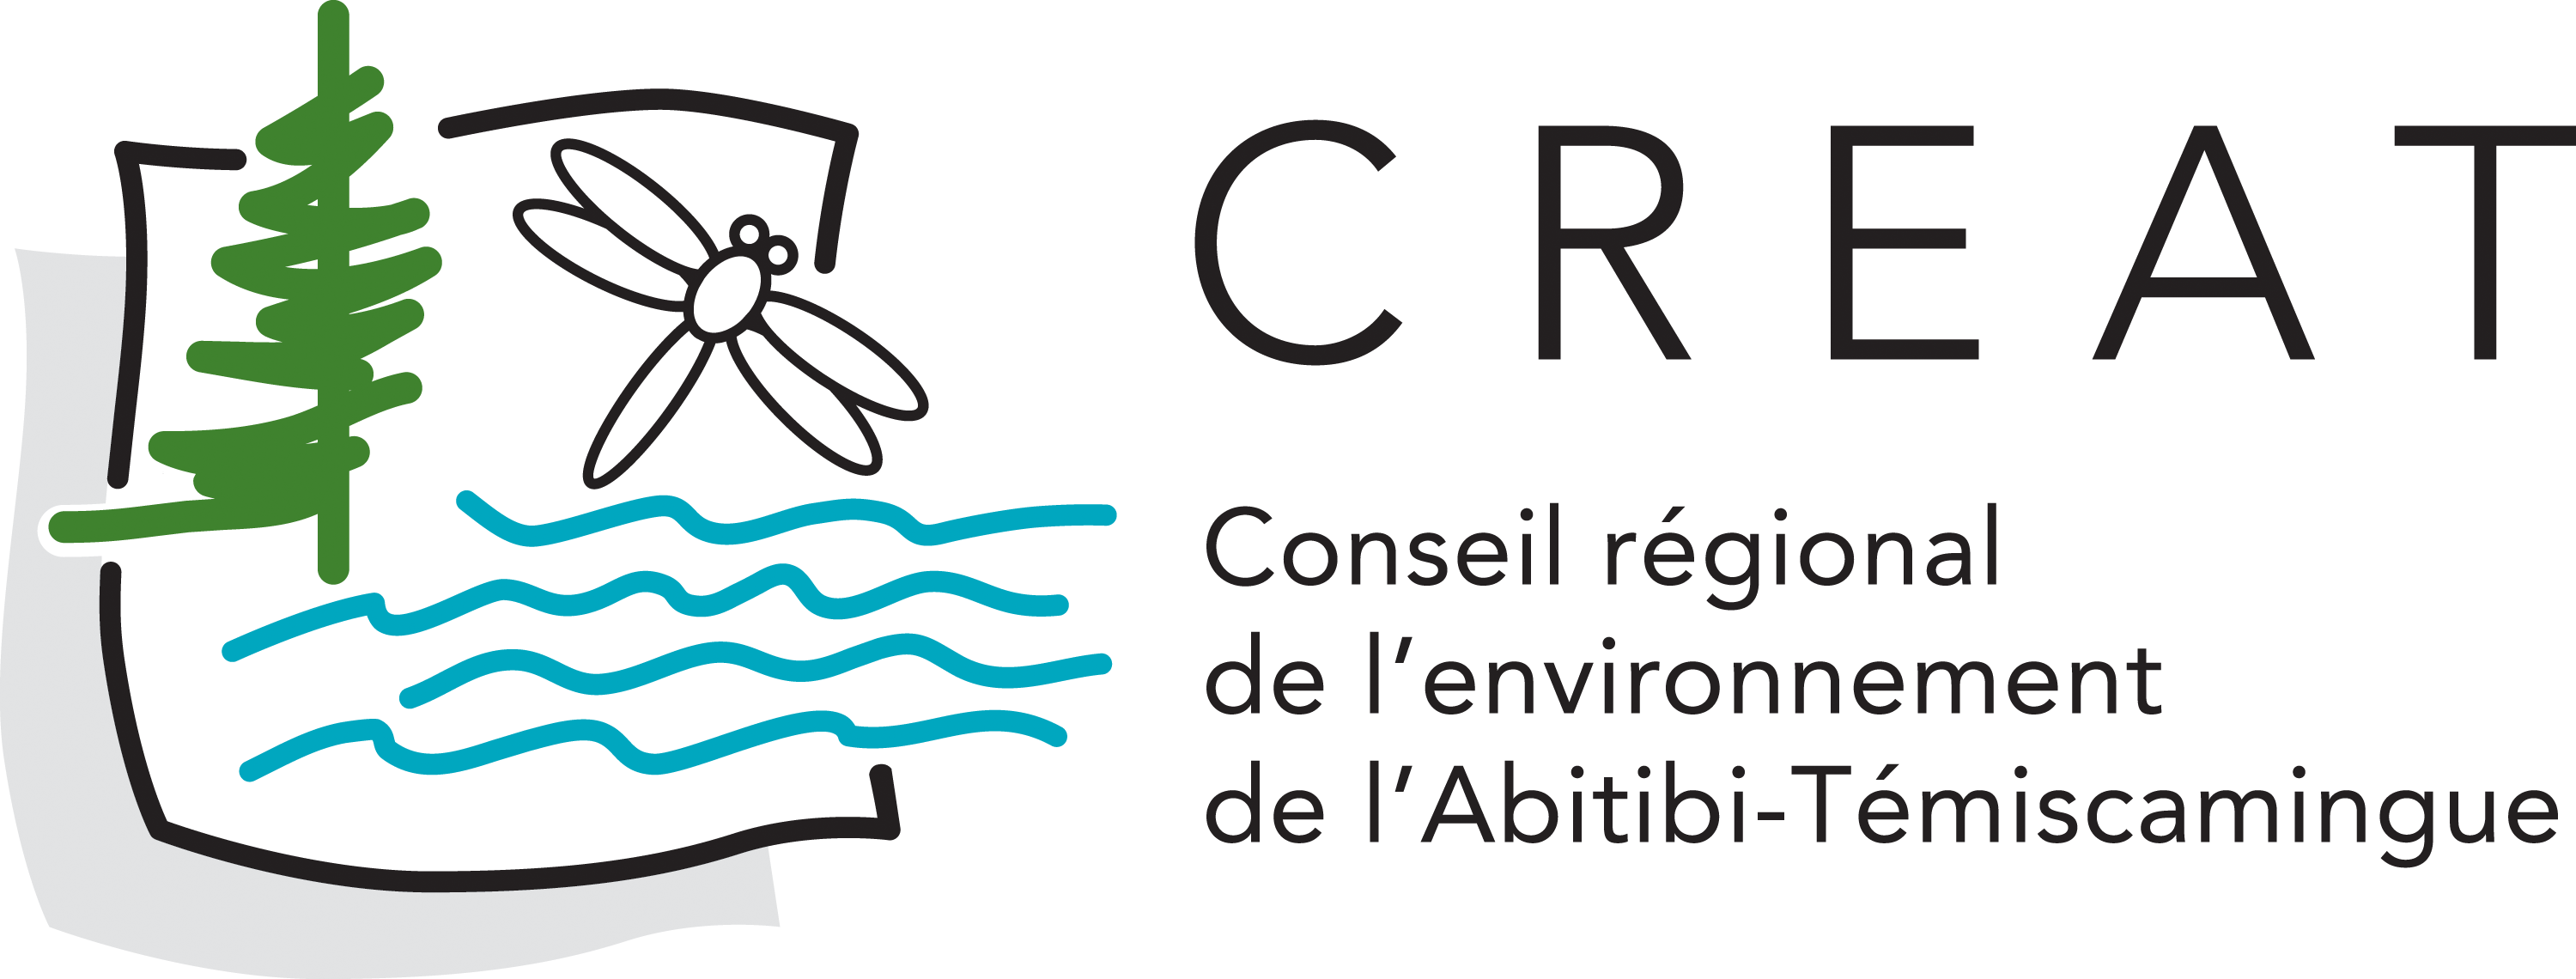 CREAT
Conseil régional
de l’environnement
de l’Abitibi-Témiscamingue